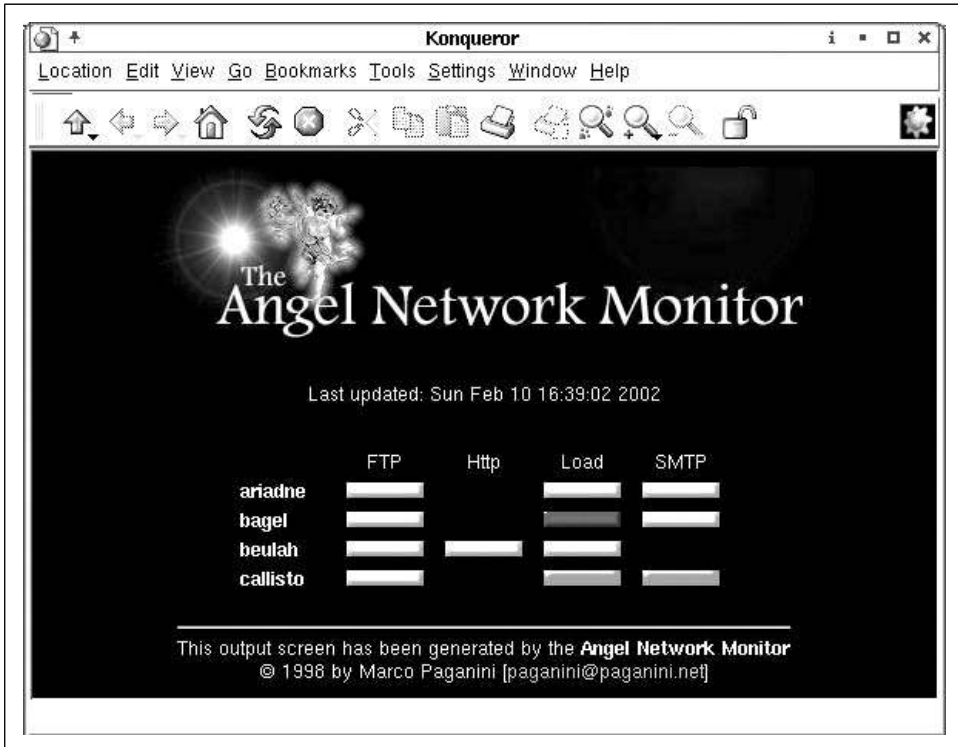 Konqueror
Location Edit View Go Bookmarks Tools Settings Window Help
The
Angel Network Monitor
Last updated: Sun Feb 10 16:39:02 2002
FTP Http Load SMTP
ariadne
bagel
beulah
callisto
This output screen has been generated by the Angel Network Monitor
© 1998 by Marco Paganini [paganini@paganini.net]